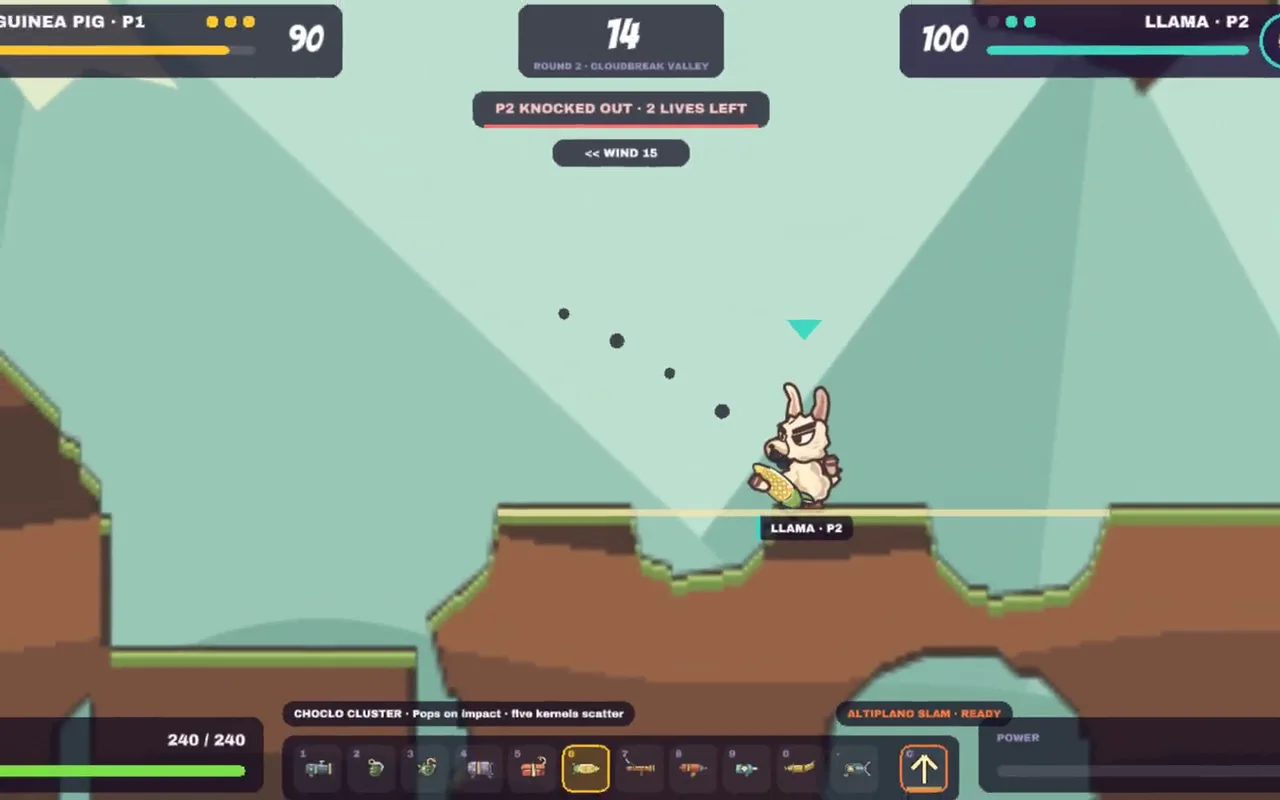 GUINEA PIG · P1
90
14
ROUND 2 · CLOUDBREAK VALLEY
100
LLAMA · P2
P2 KNOCKED OUT · 2 LIVES LEFT
<< WIND 15
LLAMA · P2
CHOCLO CLUSTER · Pops on impact · five kernels scatter
ALTIPLANO SLAM · READY
240 / 240
POWER
1 2 3 4 5 6 7 8 9 0 - C